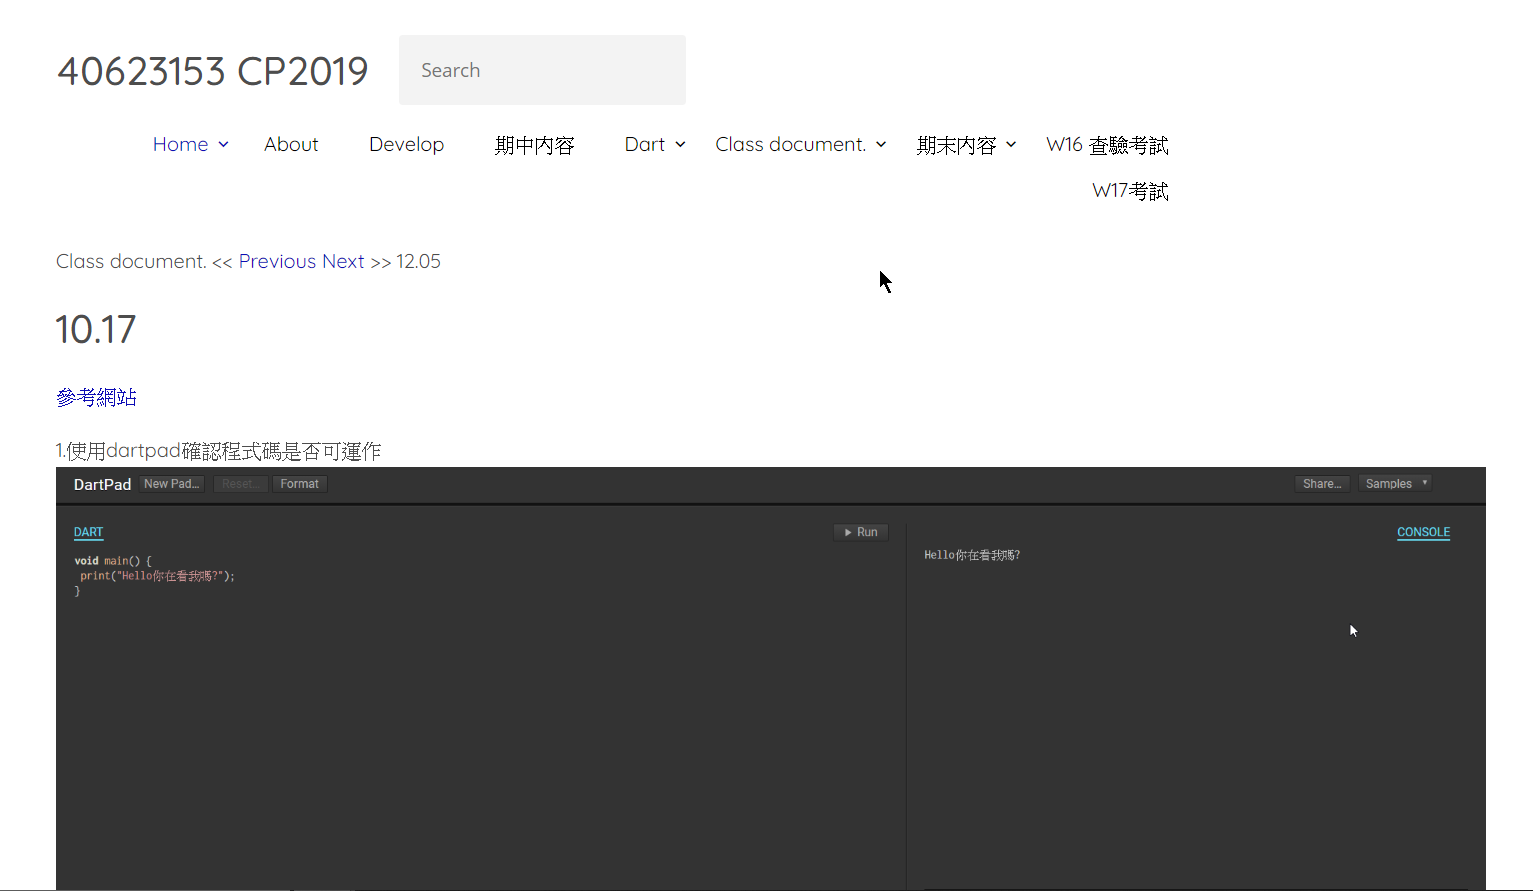 40623153 CP2019 Search
Home About Develop 期中內容 Dart Class document. 期末內容 W16 查驗考試
W17考試
Class document. << Previous Next >> 12.05
10.17
參考網站
1.使用dartpad確認程式碼是否可運作
DartPad New Pad... Reset... Format Share... Samples
DART Run CONSOLE
void main() {
print("Hello你在看我嗎?");
}
Hello你在看我嗎?